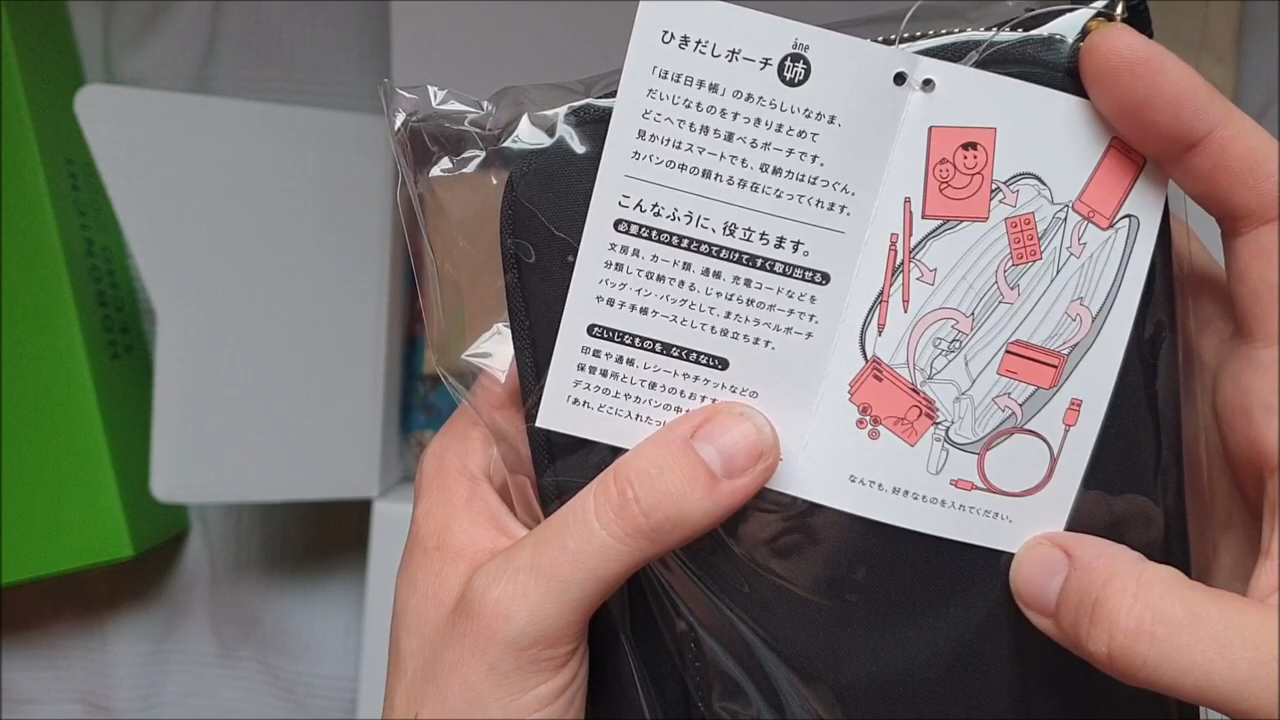 ひきだしポーチ 姉
áne
「ほぼ日手帳」のあたらしいなかま、
だいじなものをすっきりまとめて
どこへでも持ち運べるポーチです。
見かけはスマートでも、収納力はばつぐん。
カバンの中の頼れる存在になってくれます。
こんなふうに、役立ちます。
必要なものをまとめておけて、すぐ取り出せる。
文房具、カード類、通帳、充電コードなどを
分類して収納できる、じゃばら状のポーチです。
バッグ・イン・バッグとして、またトラベルポーチ
や母子手帳ケースとしても役立ちます。
だいじなものを、なくさない。
印鑑や通帳、レシートやチケットなどの
保管場所として使うのもおすす
デスクの上やカバンの中
「あれ、どこに入れたっ
なんでも、好きなものを入れてください。